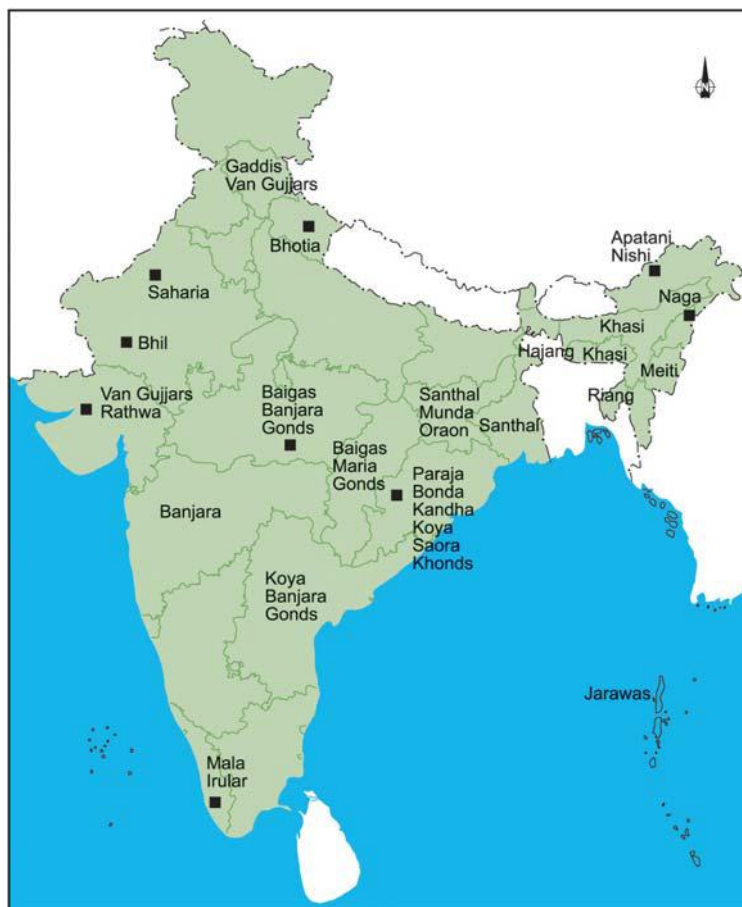 N
Gaddis
Van Gujjars
Bhotia
Apatani
Nishi
Saharia
Naga
Khasi
Bhil
Hajang
Khasi
Meiti
Van Gujjars
Rathwa
Baigas
Banjara
Gonds
Santhal
Munda
Oraon
Santhal
Riang
Baigas
Maria
Gonds
Paraja
Bonda
Kandha
Koya
Saora
Khonds
Banjara
Koya
Banjara
Gonds
Jarawas
Mala
Irular